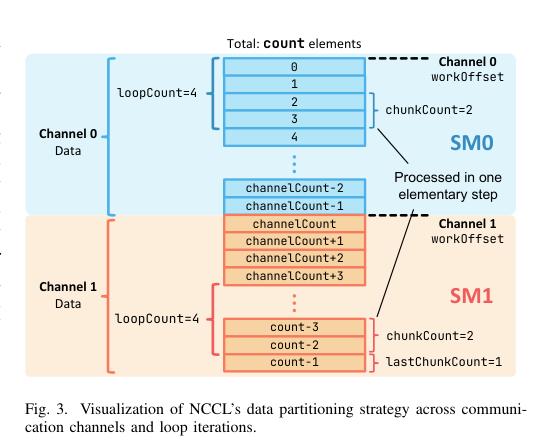 Total: count elements
Channel 0
workOffset
0
1
2
3
4
loopCount=4
chunkCount=2
Channel 0
Data
SM0
Processed in one
elementary step
channelCount-2
channelCount-1
Channel 1
workOffset
channelCount
channelCount+1
channelCount+2
channelCount+3
Channel 1
Data
SM1
loopCount=4
count-3
count-2
count-1
chunkCount=2
lastChunkCount=1
Fig. 3. Visualization of NCCL's data partitioning strategy across communi-
cation channels and loop iterations.